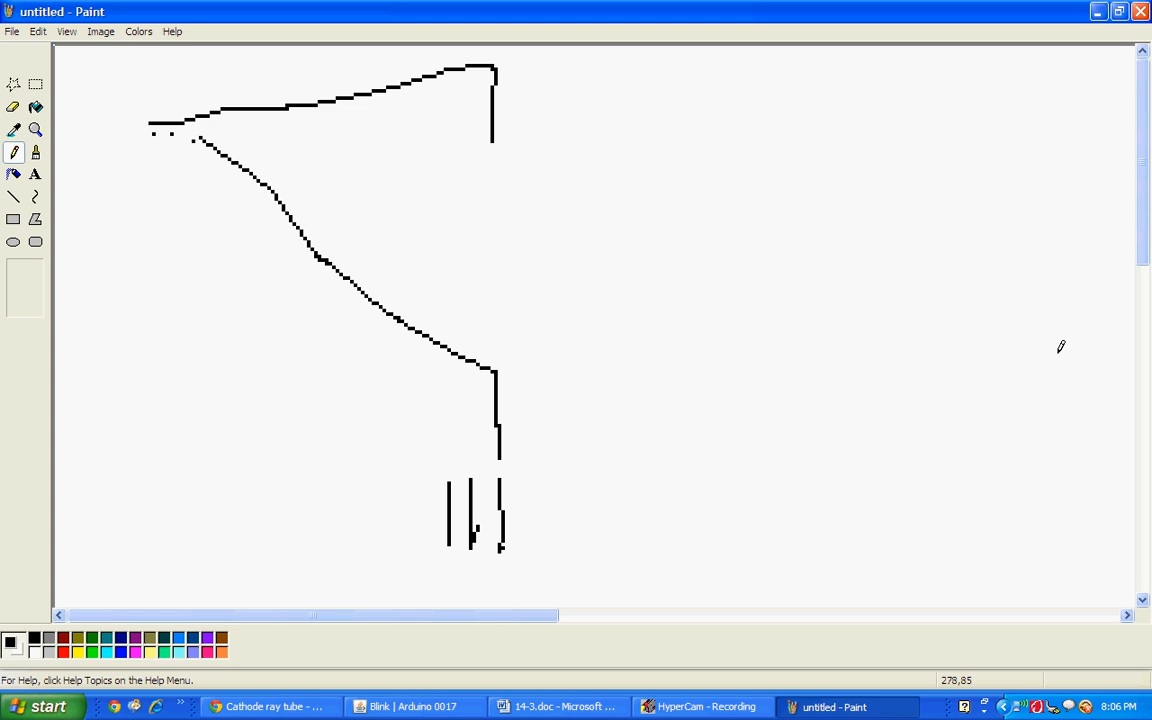 untitled - Paint
File Edit View Image Colors Help
For Help, click Help Topics on the Help Menu.
278,85
start
Cathode ray tube - ...
Blink | Arduino 0017
14-3.doc - Microsoft ...
HyperCam - Recording
untitled - Paint
8:06 PM